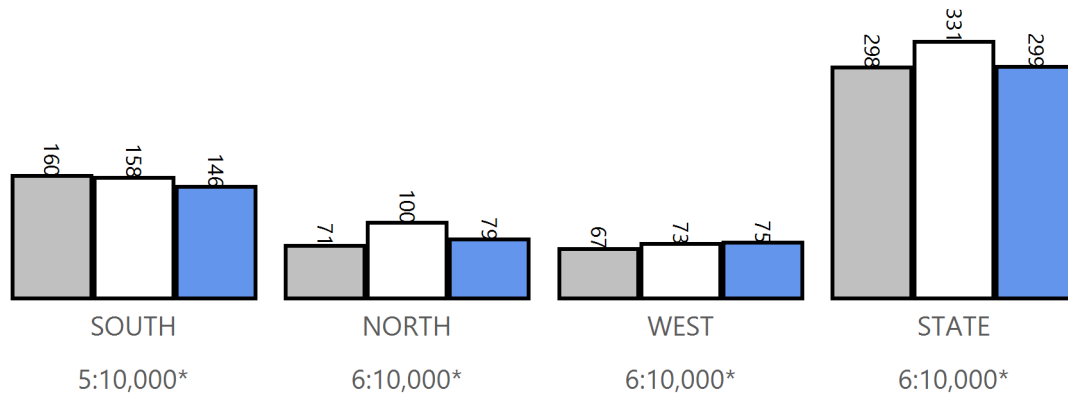 160 158 146 71 100 79 67 73 75 298 331 299
SOUTH NORTH WEST STATE
5:10,000* 6:10,000* 6:10,000* 6:10,000*